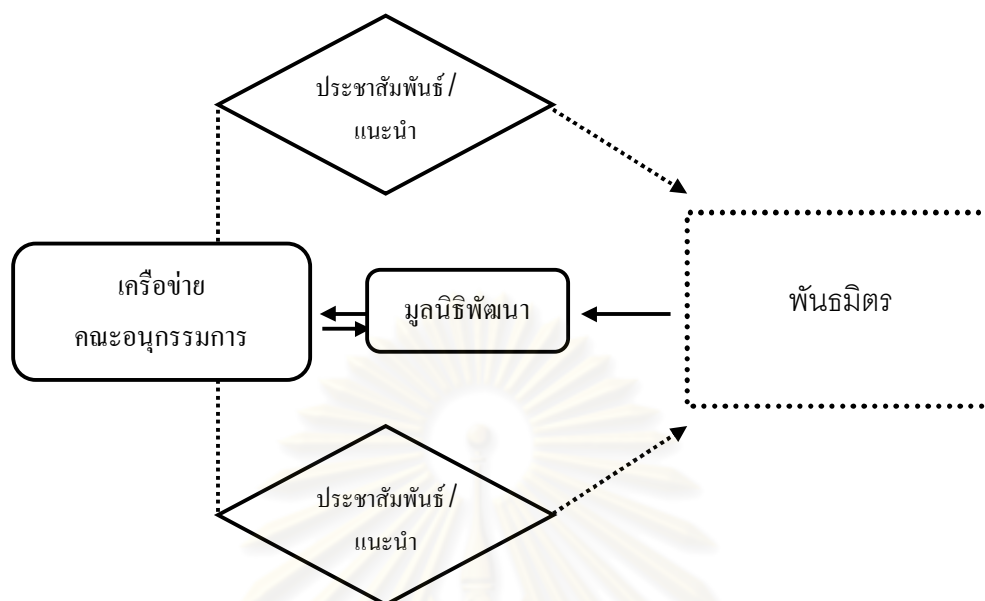 ประชาสัมพันธ์ /
แนะนำ
เครือข่าย
คณะอนุกรรมการ
มูลนิธิพัฒนา
พันธมิตร
ประชาสัมพันธ์ /
แนะนำ